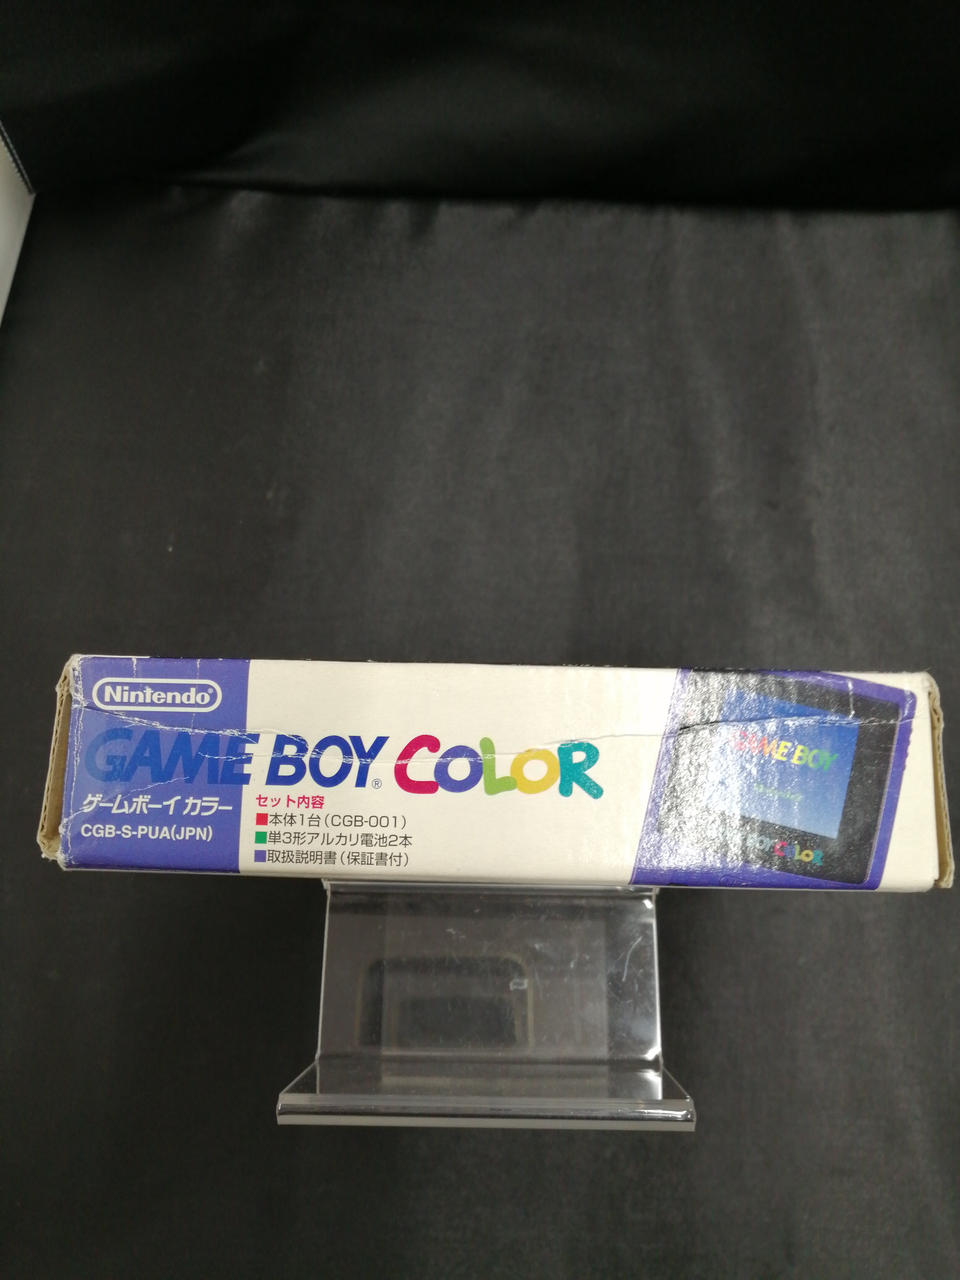 Nintendo®
GAME BOY® COLOR
ゲームボーイ カラー
CGB-S-PUA(JPN)
セット内容
■本体1台(CGB-001)
■単3形アルカリ電池2本
■取扱説明書(保証書付)
GAME BOY
COLOR